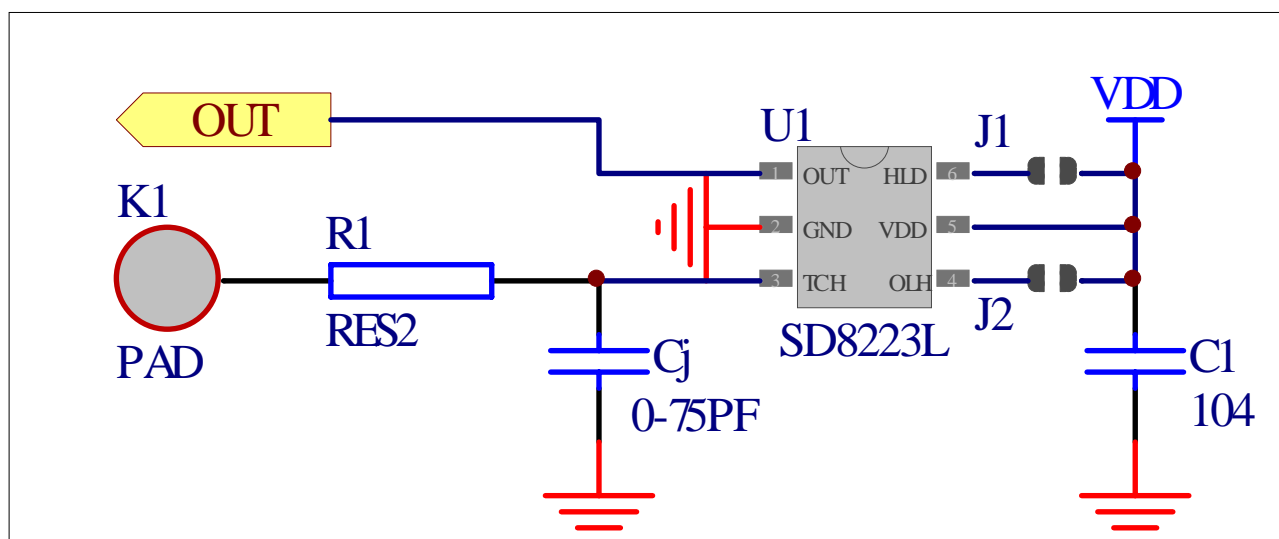 VDD
OUT
U1
J1
1 OUT HLD 6
K1
R1
2 GND VDD 5
3 TCH OLH 4
RES2
J2
PAD
SD8223L
Cj
C1
0-75PF
104